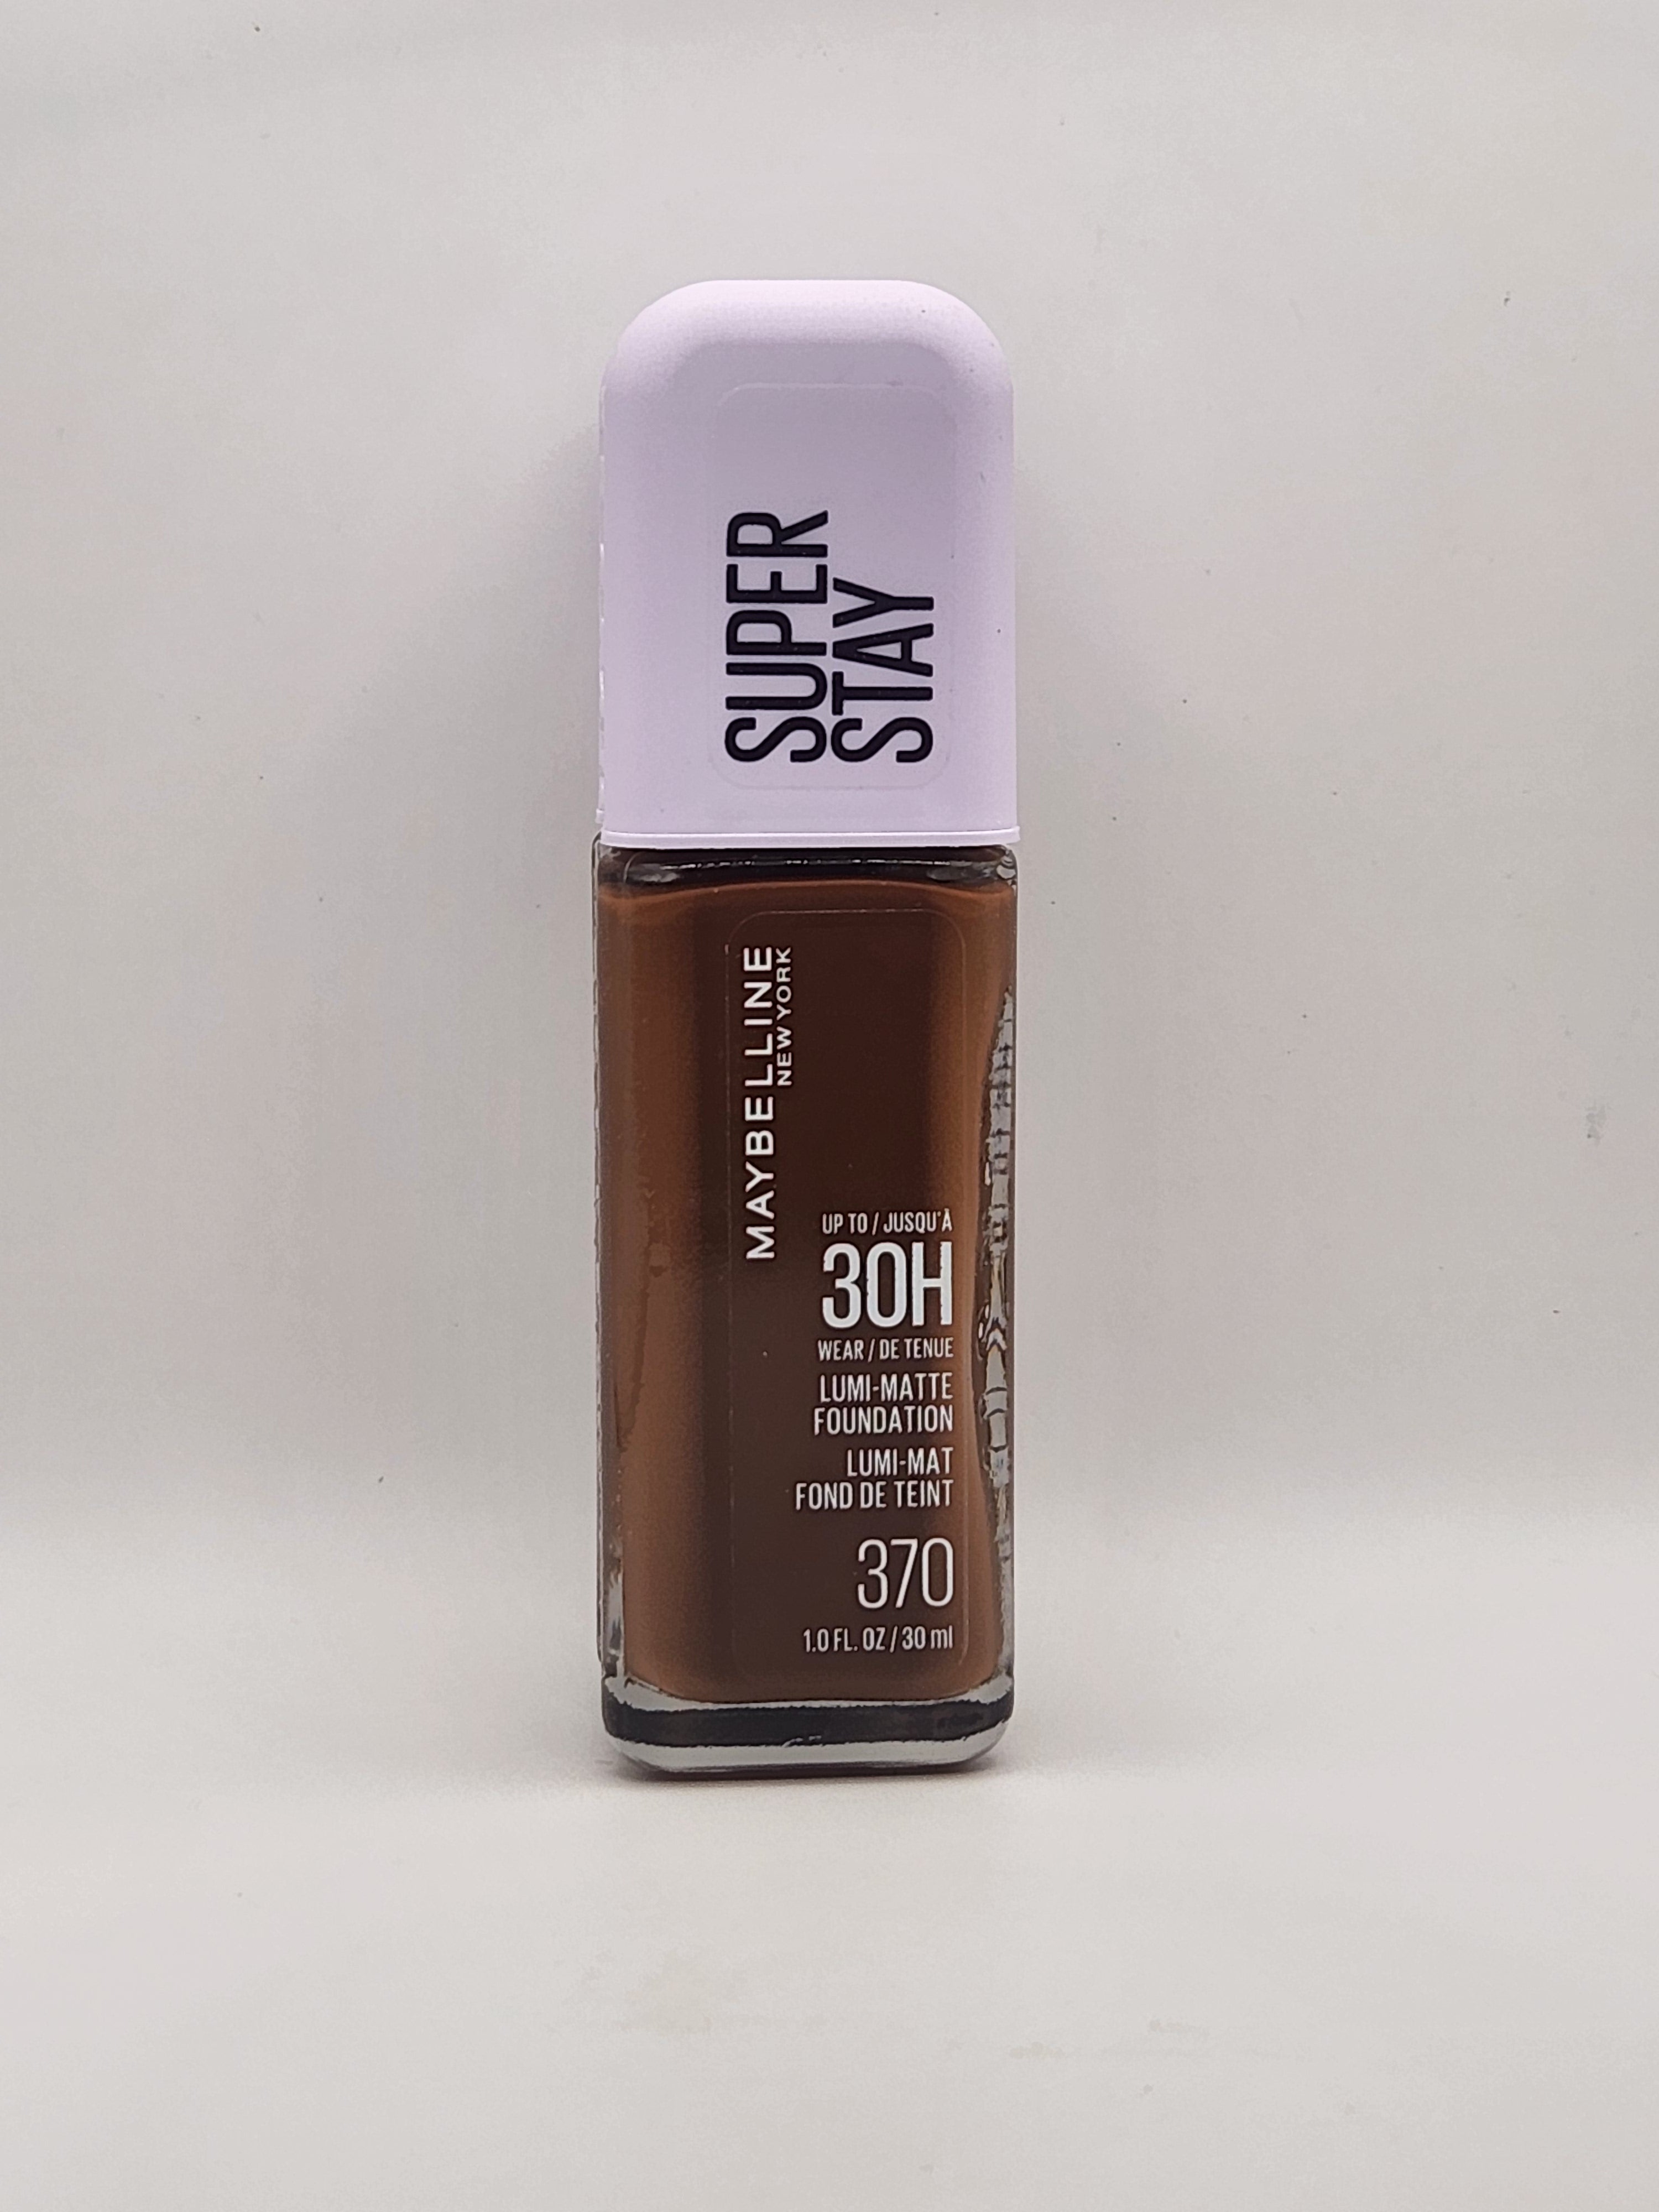 SUPER
STAY
MAYBELLINE
NEW YORK
UP TO / JUSQU'À
30H
WEAR / DE TENUE
LUMI-MATTE
FOUNDATION
LUMI-MAT
FOND DE TEINT
370
1.0 FL. OZ / 30 ml